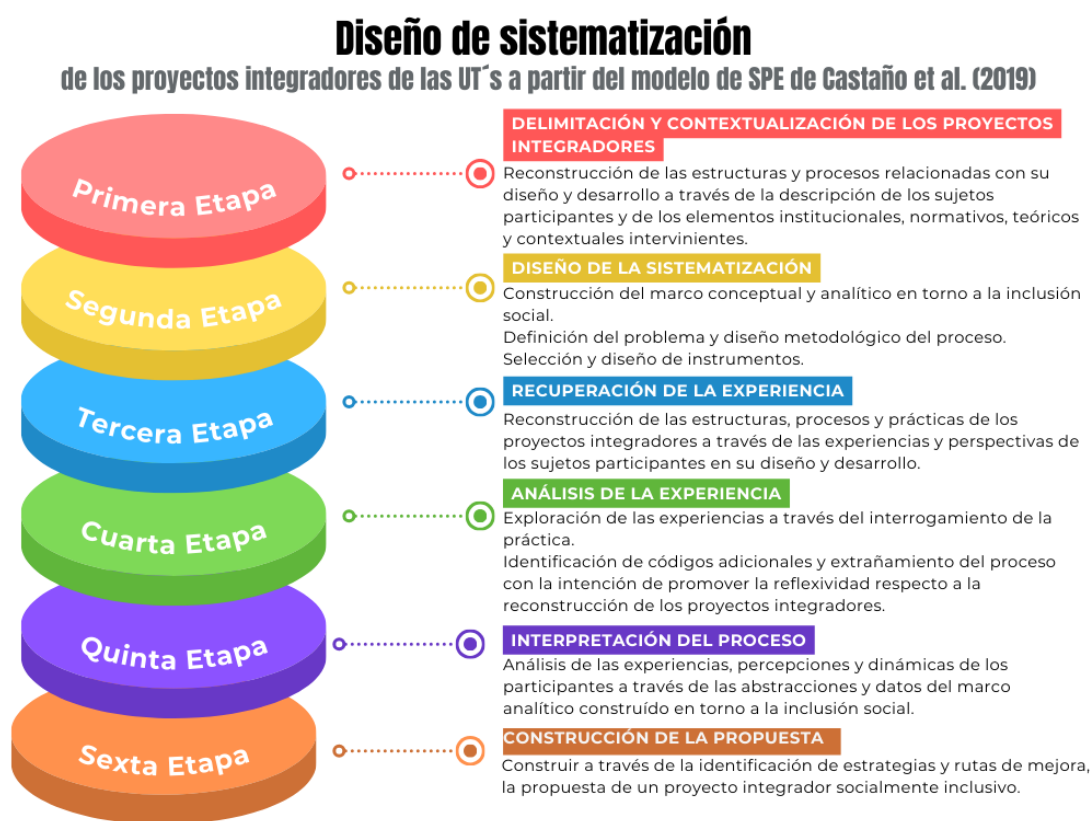 Diseño de sistematización
de los proyectos integradores de las UT´s a partir del modelo de SPE de Castaño et al. (2019)
Primera Etapa
DELIMITACIÓN Y CONTEXTUALIZACIÓN DE LOS PROYECTOS
INTEGRADORES
Reconstrucción de las estructuras y procesos relacionadas con su
diseño y desarrollo a través de la descripción de los sujetos
participantes y de los elementos institucionales, normativos, teóricos
y contextuales intervinientes.
Segunda Etapa
DISEÑO DE LA SISTEMATIZACIÓN
Construcción del marco conceptual y analítico en torno a la inclusión
social.
Definición del problema y diseño metodológico del proceso.
Selección y diseño de instrumentos.
Tercera Etapa
RECUPERACIÓN DE LA EXPERIENCIA
Reconstrucción de las estructuras, procesos y prácticas de los
proyectos integradores a través de las experiencias y perspectivas de
los sujetos participantes en su diseño y desarrollo.
Cuarta Etapa
ANÁLISIS DE LA EXPERIENCIA
Exploración de las experiencias a través del interrogamiento de la
práctica.
Identificación de códigos adicionales y extrañamiento del proceso
con la intención de promover la reflexividad respecto a la
reconstrucción de los proyectos integradores.
Quinta Etapa
INTERPRETACIÓN DEL PROCESO
Análisis de las experiencias, percepciones y dinámicas de los
participantes a través de las abstracciones y datos del marco
analítico construído en torno a la inclusión social.
Sexta Etapa
CONSTRUCCIÓN DE LA PROPUESTA
Construir a través de la identificación de estrategias y rutas de mejora,
la propuesta de un proyecto integrador socialmente inclusivo.